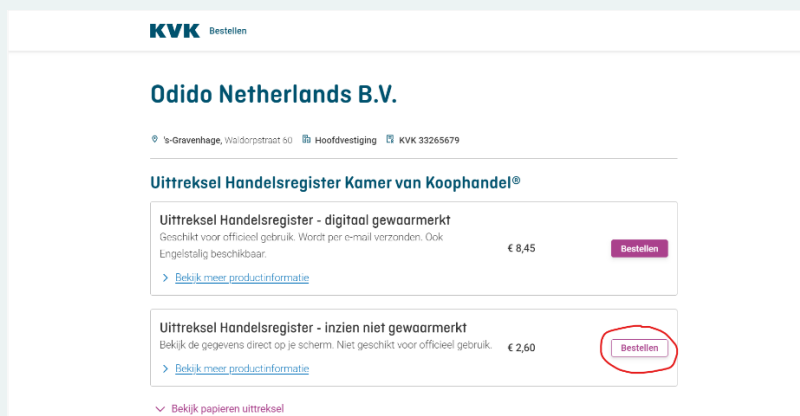 KVK Bestellen
Odido Netherlands B.V.
's-Gravenhage, Waldorpstraat 60 Hoofdvestiging KVK 33265679
Uittreksel Handelsregister Kamer van Koophandel®
Uittreksel Handelsregister - digitaal gewaarmerkt
Geschikt voor officieel gebruik. Wordt per e-mail verzonden. Ook
Engelstalig beschikbaar.
€ 8,45
Bestellen
Bekijk meer productinformatie
Uittreksel Handelsregister - inzien niet gewaarmerkt
Bekijk de gegevens direct op je scherm. Niet geschikt voor officieel gebruik.
€ 2,60
Bestellen
Bekijk meer productinformatie
Bekijk papieren uittreksel